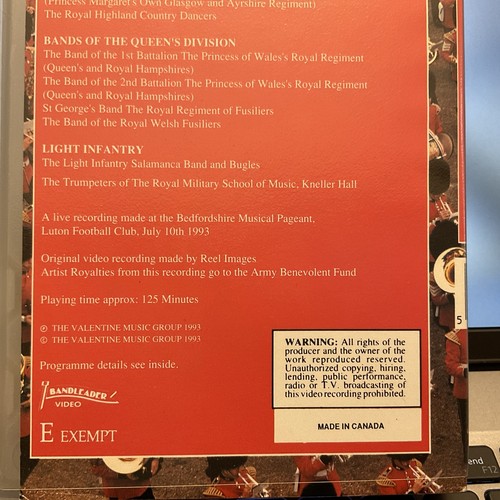 (Princess Margaret's Own Glasgow and Ayrshire Regiment)
The Royal Highland Country Dancers
BANDS OF THE QUEEN'S DIVISION
The Band of the 1st Battalion The Princess of Wales's Royal Regiment
(Queen's and Royal Hampshires)
The Band of the 2nd Battalion The Princess of Wales's Royal Regiment
(Queen's and Royal Hampshires)
St George's Band The Royal Regiment of Fusiliers
The Band of the Royal Welsh Fusiliers
LIGHT INFANTRY
The Light Infantry Salamanca Band and Bugles
The Trumpeters of The Royal Military School of Music, Kneller Hall
A live recording made at the Bedfordshire Musical Pageant,
Luton Football Club, July 10th 1993
Original video recording made by Reel Images
Artist Royalties from this recording go to the Army Benevolent Fund
Playing time approx: 125 Minutes
℗ THE VALENTINE MUSIC GROUP 1993
© THE VALENTINE MUSIC GROUP 1993
Programme details see inside.
BANDLEADER
VIDEO
E EXEMPT
WARNING: All rights of the
producer and the owner of the
work reproduced reserved.
Unauthorized copying, hiring,
lending, public performance,
radio or T.V. broadcasting of
this video recording prohibited.
MADE IN CANADA
5
end
F12